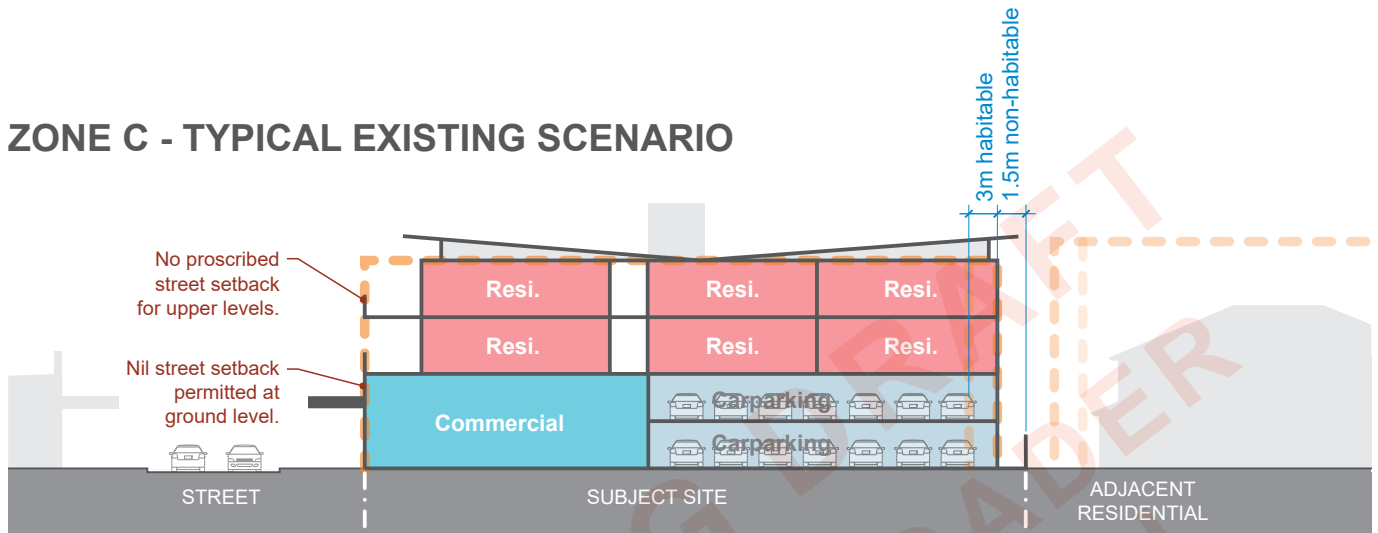 3m habitable
1.5m non-habitable
ZONE C - TYPICAL EXISTING SCENARIO
No proscribed
street setback
for upper levels.
Resi.
Resi.
Resi.
Resi.
Resi.
Resi.
Nil street setback
permitted at
ground level.
Commercial
Carparking
Carparking
STREET
SUBJECT SITE
ADJACENT
RESIDENTIAL
DRAFT